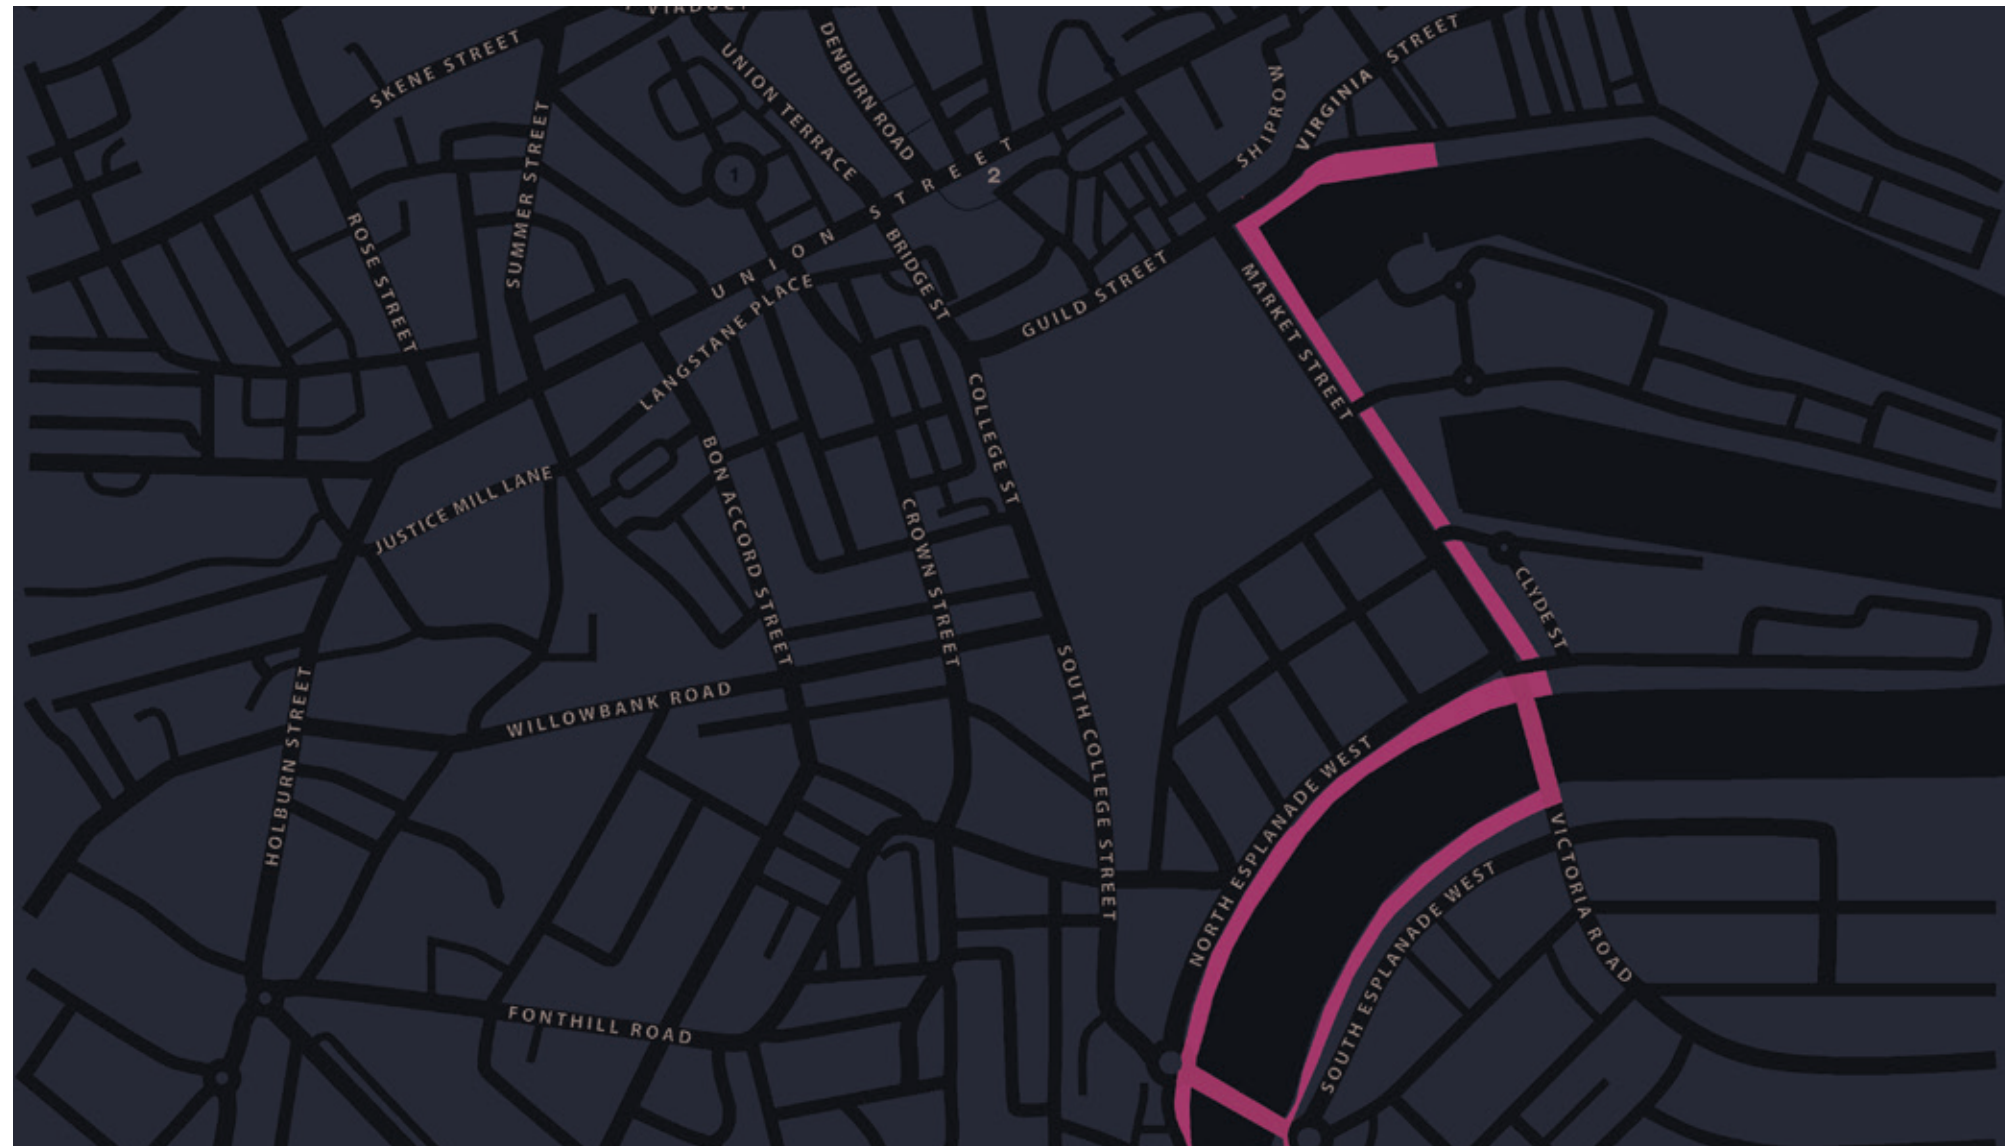 VIADUCT
SKENE STREET
UNION TERRACE
DENBURN ROAD
SHIPROW
VIRGINIA STREET
SUMMER STREET
1
2
UNION STREET
ROSE STREET
LANGSTANE PLACE
BRIDGE ST
GUILD STREET
MARKET STREET
COLLEGE ST
JUSTICE MILL LANE
BON ACCORD STREET
CROWN STREET
CLYDE ST
WILLOWBANK ROAD
SOUTH COLLEGE STREET
HOLBURN STREET
NORTH ESPLANADE WEST
VICTORIA ROAD
SOUTH ESPLANADE WEST
FONTHILL ROAD